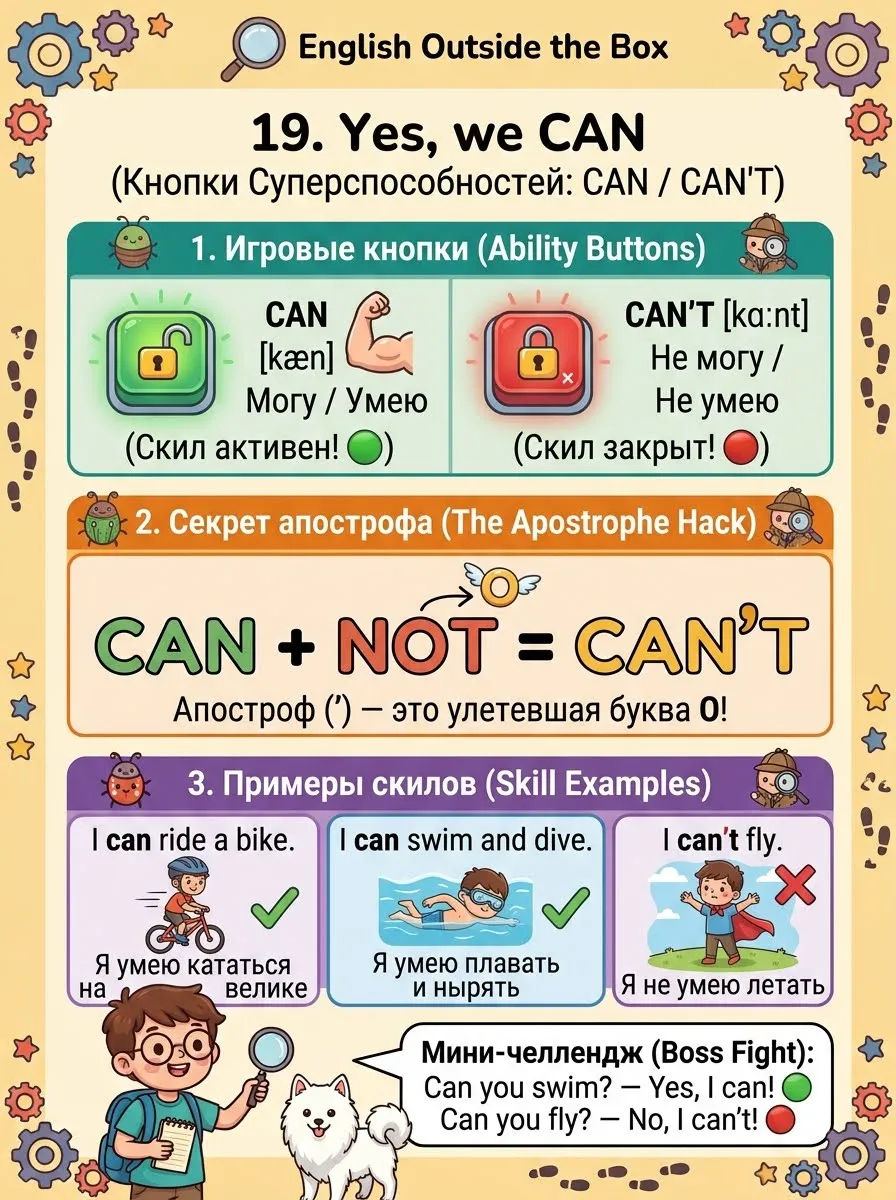 English Outside the Box
19. Yes, we CAN
(Кнопки Суперспособностей: CAN / CAN'T)
1. Игровые кнопки (Ability Buttons)
CAN
[kæn]
Могу / Умею
(Скил активен! 🟢)
CAN'T [kɑːnt]
Не могу /
Не умею
(Скил закрыт! 🔴)
2. Секрет апострофа (The Apostrophe Hack)
O
CAN + NOT = CAN'T
Апостроф (') — это улетевшая буква О!
3. Примеры скилов (Skill Examples)
I can ride a bike.
Я умею кататься
на велике
I can swim and dive.
Я умею плавать
и нырять
I can't fly.
Я не умею летать
Мини-челлендж (Boss Fight):
Can you swim? — Yes, I can! 🟢
Can you fly? — No, I can't! 🔴